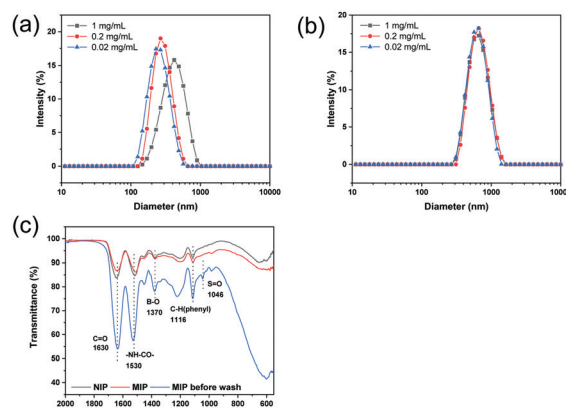 (a)
1 mg/mL
0.2 mg/mL
0.02 mg/mL
Intensity (%)
20
15
10
5
0
10
100
1000
10000
Diameter (nm)
(b)
1 mg/mL
0.2 mg/mL
0.02 mg/mL
Intensity (%)
20
15
10
5
0
10
100
1000
10000
Diameter (nm)
(c)
Transmittance (%)
100
90
80
70
60
50
40
C=O
1630
-NH-CO-
1530
B-O
1370
C-H(phenyl)
1116
S=O
1046
NIP
MIP
MIP before wash
2000
1800
1600
1400
1200
1000
800
600